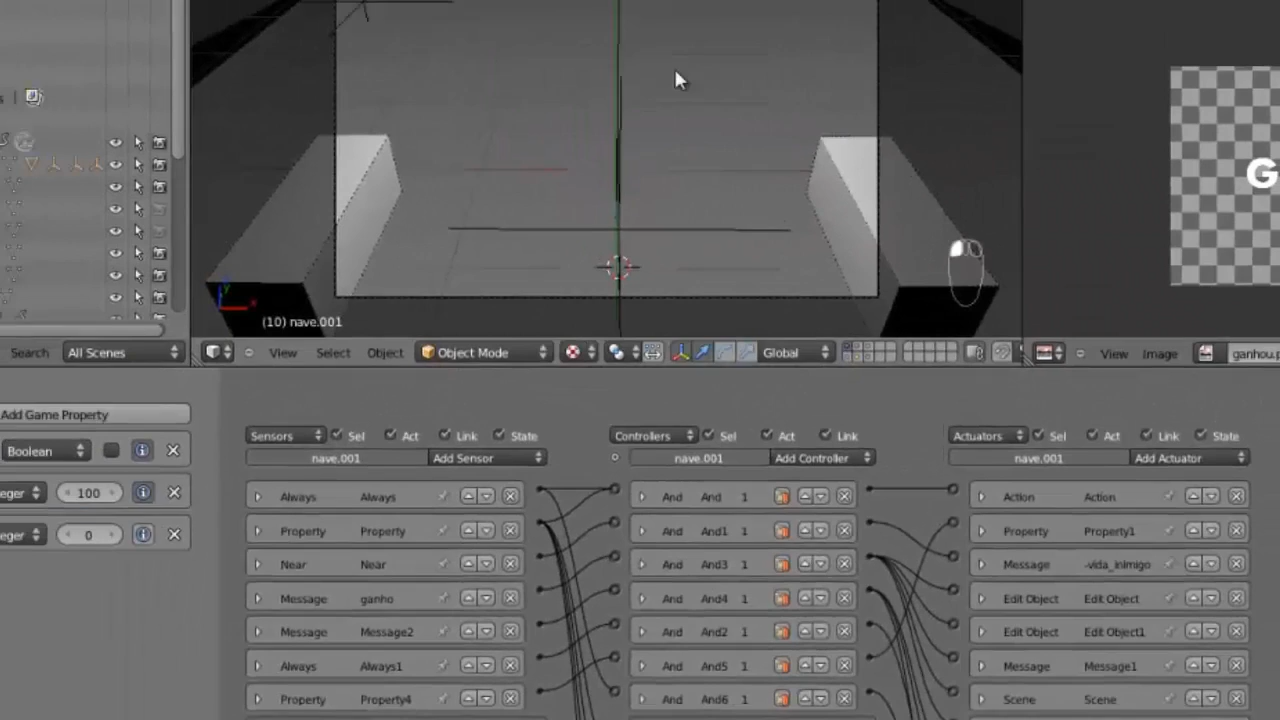 G
(10) nave.001
Search All Scenes View Select Object Object Mode Global View Image ganhou.p
Add Game Property
Sensors Sel Act Link State Controllers Sel Act Link Actuators Sel Act Link State
Boolean
nave.001 Add Sensor nave.001 Add Controller nave.001 Add Actuator
eger 100 Always Always And And 1 Action Action
eger 0 Property Property And And1 1 Property Property1
Near Near And And3 1 Message -vida_inimigo
Message ganho And And4 1 Edit Object Edit Object
Message Message2 And And2 1 Edit Object Edit Object1
Always Always1 And And5 1 Message Message1
Property Property4 And And6 1 Scene Scene